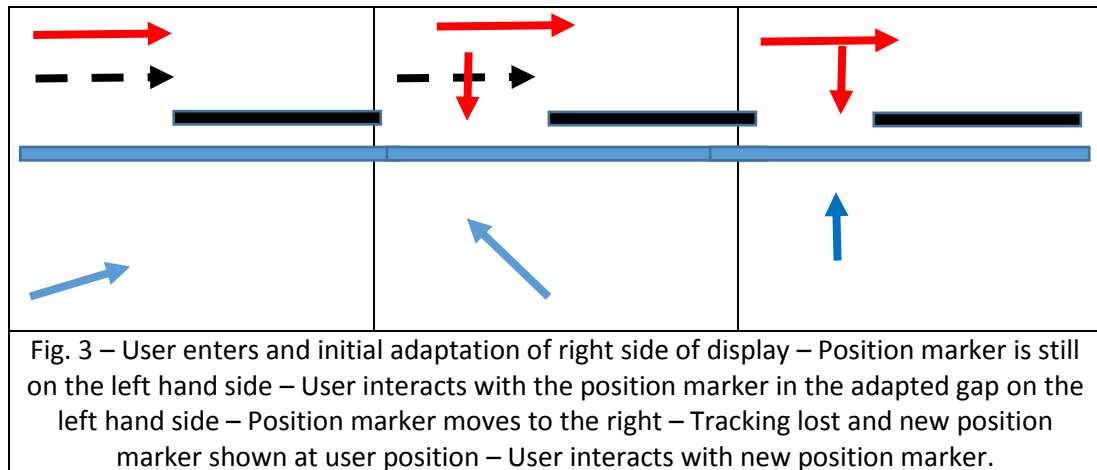 Fig. 3 – User enters and initial adaptation of right side of display – Position marker is still
on the left hand side – User interacts with the position marker in the adapted gap on the
left hand side – Position marker moves to the right – Tracking lost and new position
marker shown at user position – User interacts with new position marker.